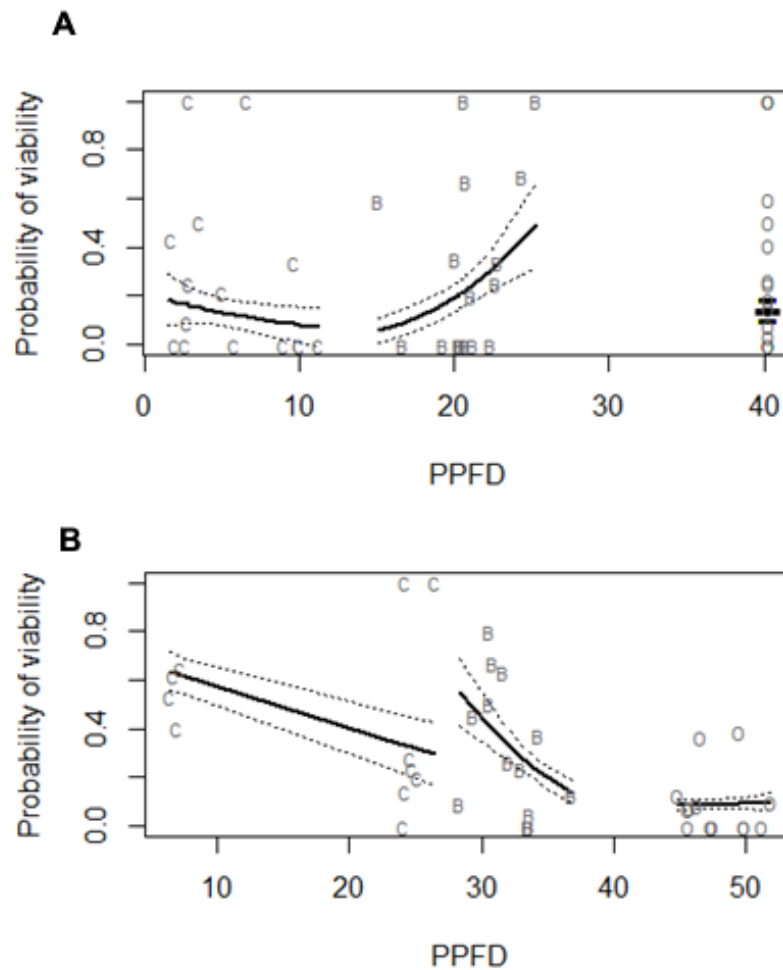 A
Probability of viability
0.0 0.4 0.8
C C B B O
C C C C C B B B B B B B B O O O O
C C C C C C C B B B B B B O
0 10 20 30 40
PPFD
B
Probability of viability
0.0 0.4 0.8
C C B B B B B B B B B B B B B O O
C C C C C C C C C O O O O O O O O
10 20 30 40 50
PPFD